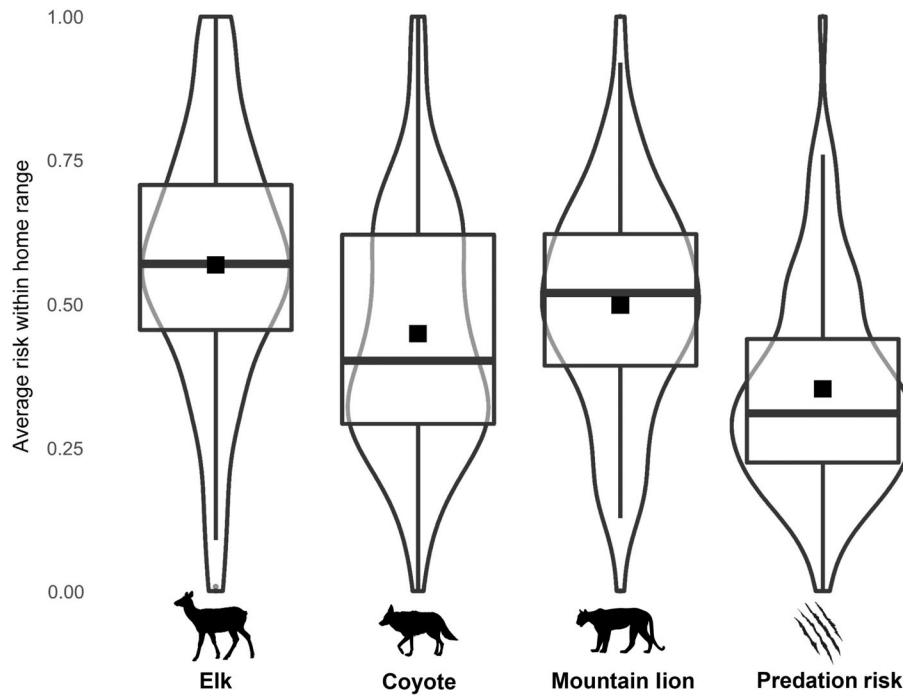 Average risk within home range
1.00
0.75
0.50
0.25
0.00
Elk
Coyote
Mountain lion
Predation risk